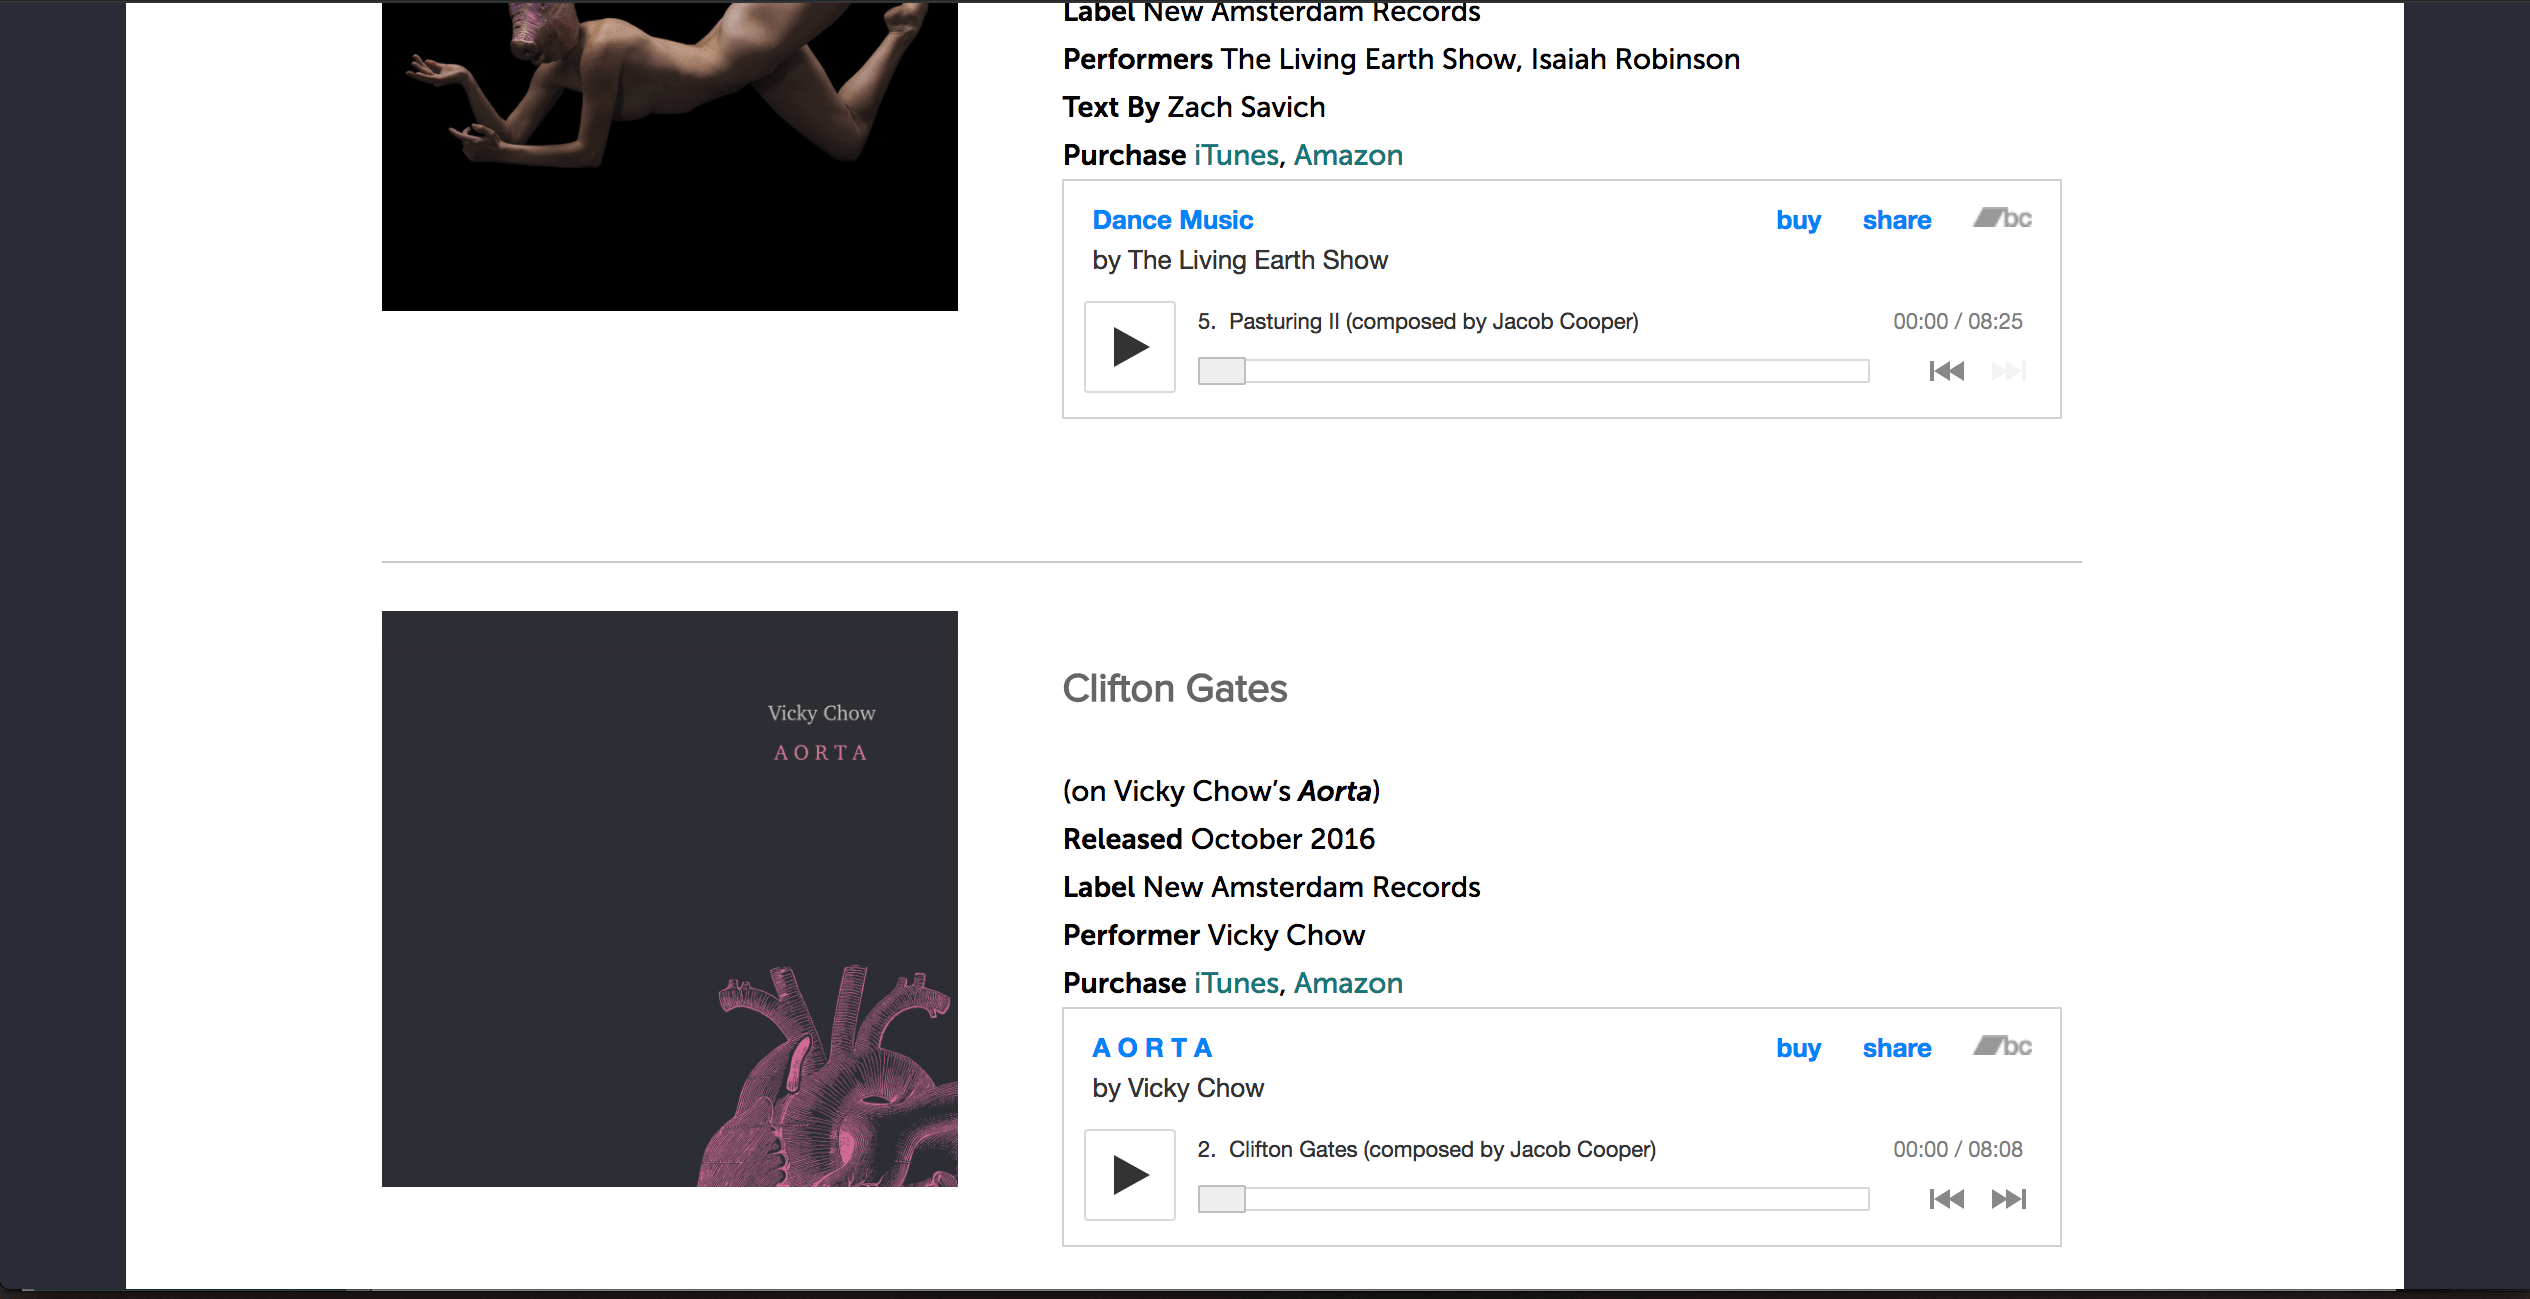 Label New Amsterdam Records
Performers The Living Earth Show, Isaiah Robinson
Text By Zach Savich
Purchase iTunes, Amazon
Dance Music
buy share bc
by The Living Earth Show
5. Pasturing II (composed by Jacob Cooper) 00:00 / 08:25
Vicky Chow
AORTA
Clifton Gates
(on Vicky Chow’s Aorta)
Released October 2016
Label New Amsterdam Records
Performer Vicky Chow
Purchase iTunes, Amazon
A O R T A
buy share bc
by Vicky Chow
2. Clifton Gates (composed by Jacob Cooper) 00:00 / 08:08